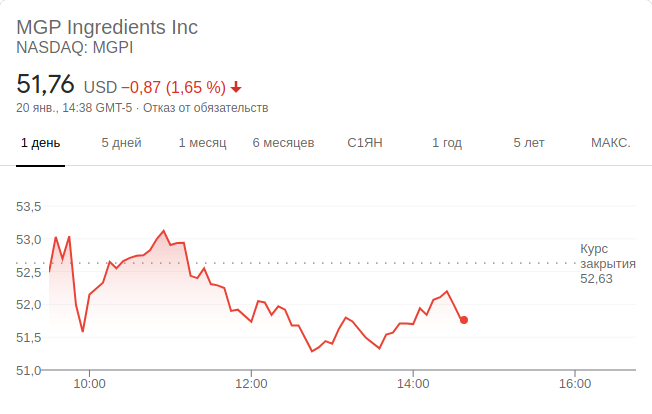 MGP Ingredients Inc
NASDAQ: MGPI
51,76 USD −0,87 (1,65 %)
20 янв., 14:38 GMT-5 · Отказ от обязательств
1 день 5 дней 1 месяц 6 месяцев С1ЯН 1 год 5 лет МАКС.
53,5
53,0
52,5
52,0
51,5
51,0
Курс
закрытия
52,63
10:00 12:00 14:00 16:00